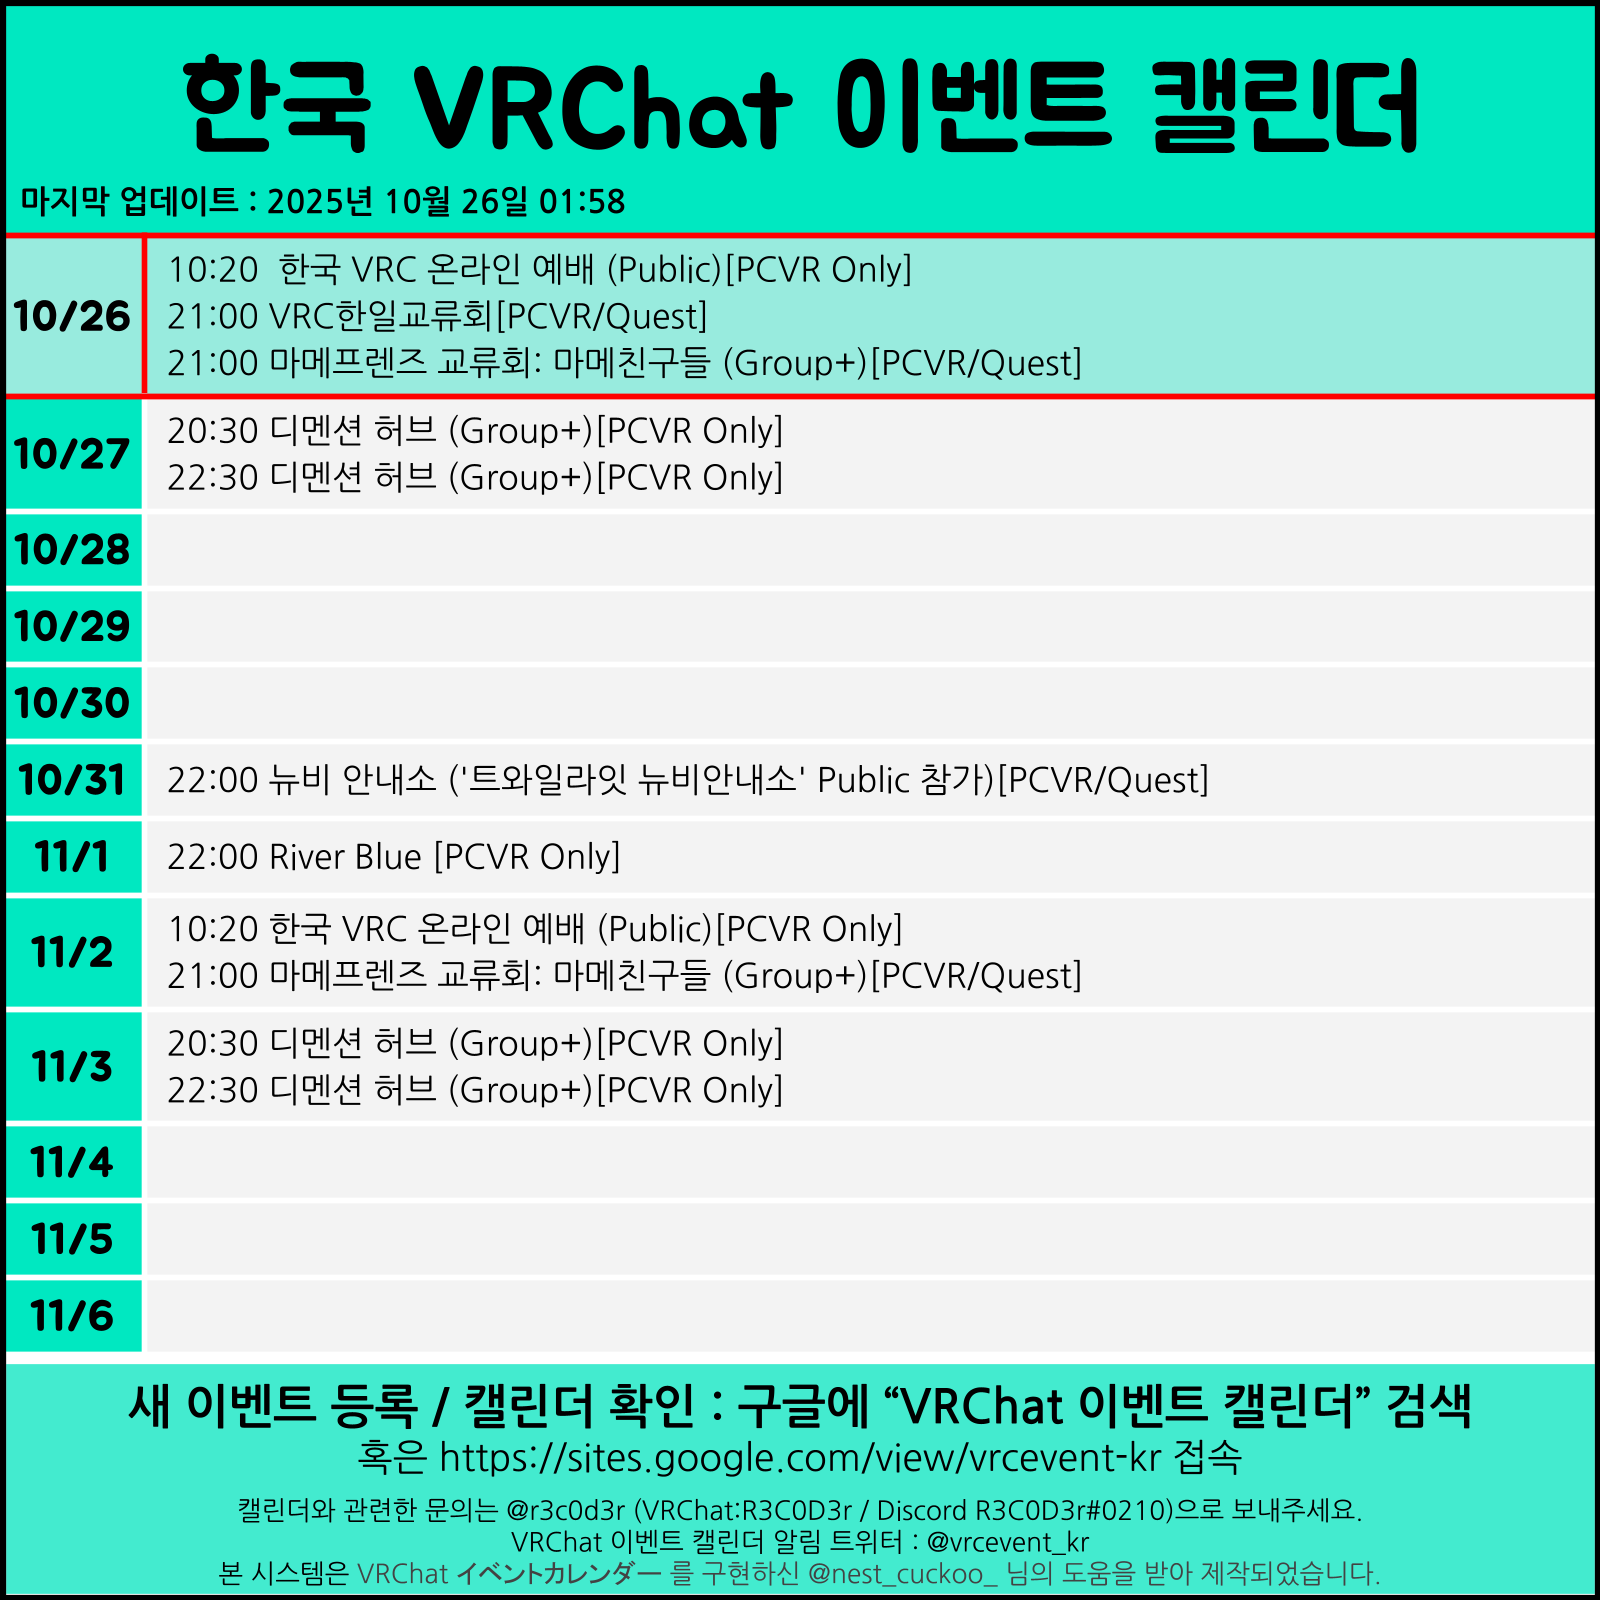 한국 VRChat 이벤트 캘린더
마지막 업데이트 : 2025년 10월 26일 01:58
10/26
10:20 한국 VRC 온라인 예배 (Public)[PCVR Only]
21:00 VRC한일교류회[PCVR/Quest]
21:00 마메프렌즈 교류회: 마메친구들 (Group+)[PCVR/Quest]
10/27
20:30 디멘션 허브 (Group+)[PCVR Only]
22:30 디멘션 허브 (Group+)[PCVR Only]
10/28
10/29
10/30
10/31
22:00 뉴비 안내소 ('트와일라잇 뉴비안내소' Public 참가)[PCVR/Quest]
11/1
22:00 River Blue [PCVR Only]
11/2
10:20 한국 VRC 온라인 예배 (Public)[PCVR Only]
21:00 마메프렌즈 교류회: 마메친구들 (Group+)[PCVR/Quest]
11/3
20:30 디멘션 허브 (Group+)[PCVR Only]
22:30 디멘션 허브 (Group+)[PCVR Only]
11/4
11/5
11/6
새 이벤트 등록 / 캘린더 확인 : 구글에 “VRChat 이벤트 캘린더” 검색
혹은 https://sites.google.com/view/vrcevent-kr 접속
캘린더와 관련한 문의는 @r3c0d3r (VRChat:R3C0D3r / Discord R3C0D3r#0210)으로 보내주세요.
VRChat 이벤트 캘린더 알림 트위터 : @vrcevent_kr
본 시스템은 VRChat イベントカレンダー 를 구현하신 @nest_cuckoo_ 님의 도움을 받아 제작되었습니다.